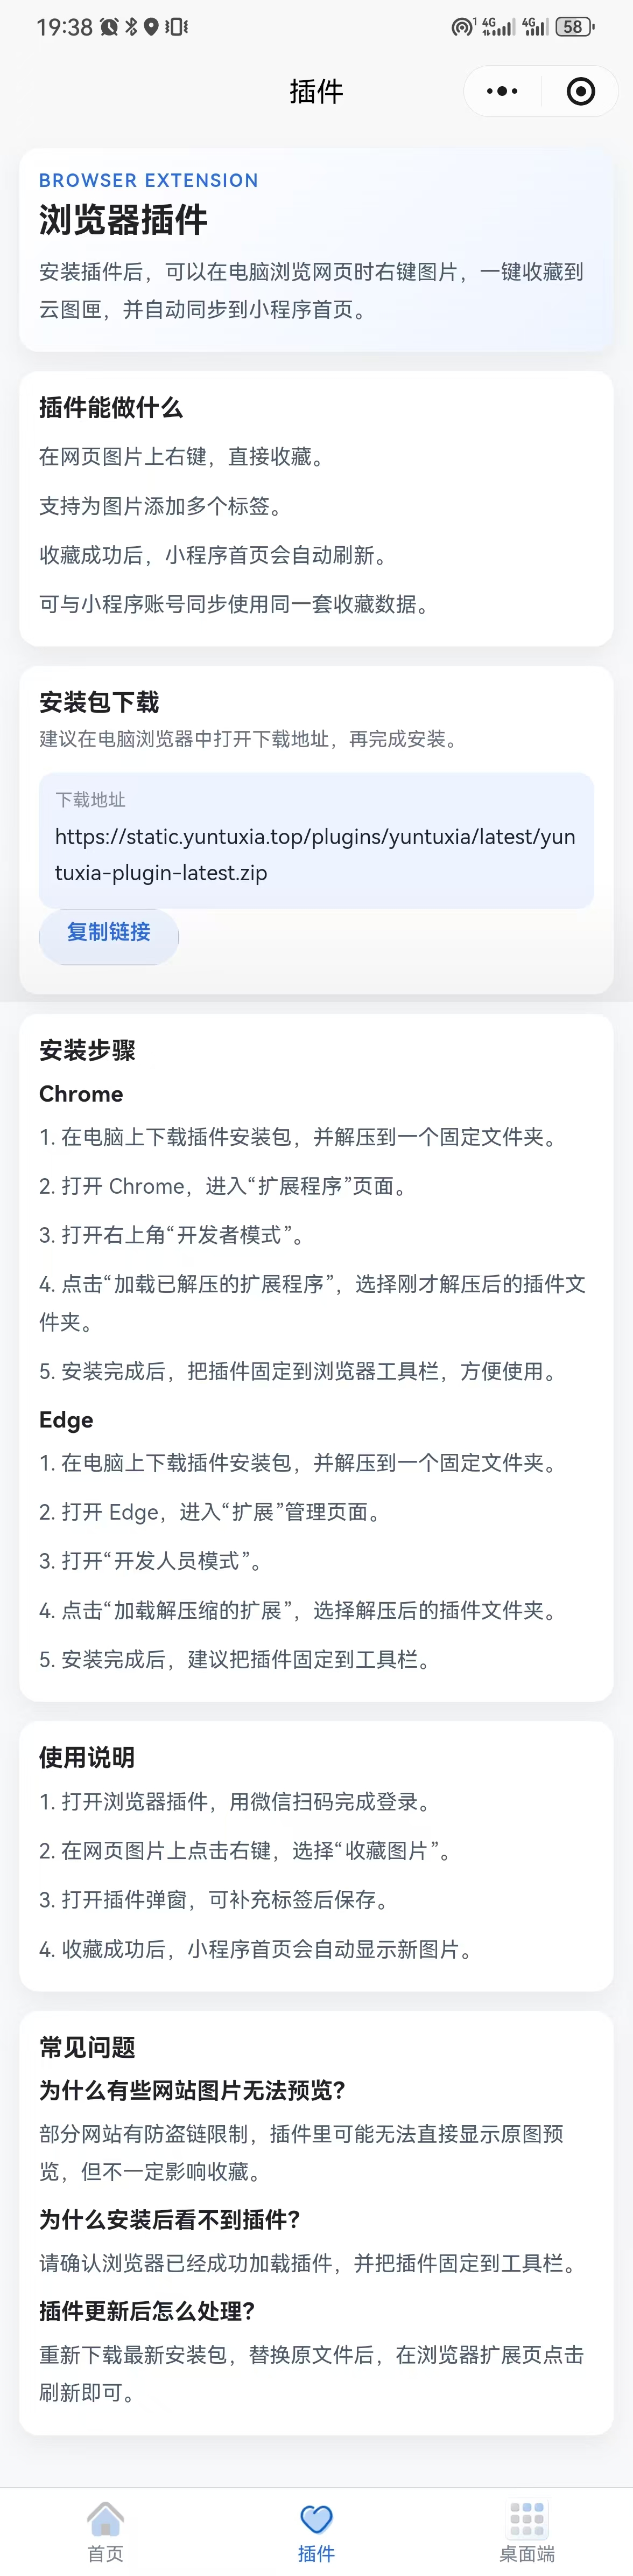 19:38
1 4G 4G 58
插件
BROWSER EXTENSION
浏览器插件
安装插件后，可以在电脑浏览网页时右键图片，一键收藏到
云图匣，并自动同步到小程序首页。
插件能做什么
在网页图片上右键，直接收藏。
支持为图片添加多个标签。
收藏成功后，小程序首页会自动刷新。
可与小程序账号同步使用同一套收藏数据。
安装包下载
建议在电脑浏览器中打开下载地址，再完成安装。
下载地址
https://static.yuntuxia.top/plugins/yuntuxia/latest/yun
tuxia-plugin-latest.zip
复制链接
安装步骤
Chrome
1. 在电脑上下载插件安装包，并解压到一个固定文件夹。
2. 打开 Chrome，进入“扩展程序”页面。
3. 打开右上角“开发者模式”。
4. 点击“加载已解压的扩展程序”，选择刚才解压后的插件文
件夹。
5. 安装完成后，把插件固定到浏览器工具栏，方便使用。
Edge
1. 在电脑上下载插件安装包，并解压到一个固定文件夹。
2. 打开 Edge，进入“扩展”管理页面。
3. 打开“开发人员模式”。
4. 点击“加载解压缩的扩展”，选择解压后的插件文件夹。
5. 安装完成后，建议把插件固定到工具栏。
使用说明
1. 打开浏览器插件，用微信扫码完成登录。
2. 在网页图片上点击右键，选择“收藏图片”。
3. 打开插件弹窗，可补充标签后保存。
4. 收藏成功后，小程序首页会自动显示新图片。
常见问题
为什么有些网站图片无法预览？
部分网站有防盗链限制，插件里可能无法直接显示原图预
览，但不一定影响收藏。
为什么安装后看不到插件？
请确认浏览器已经成功加载插件，并把插件固定到工具栏。
插件更新后怎么处理？
重新下载最新安装包，替换原文件后，在浏览器扩展页点击
刷新即可。
首页 插件 桌面端